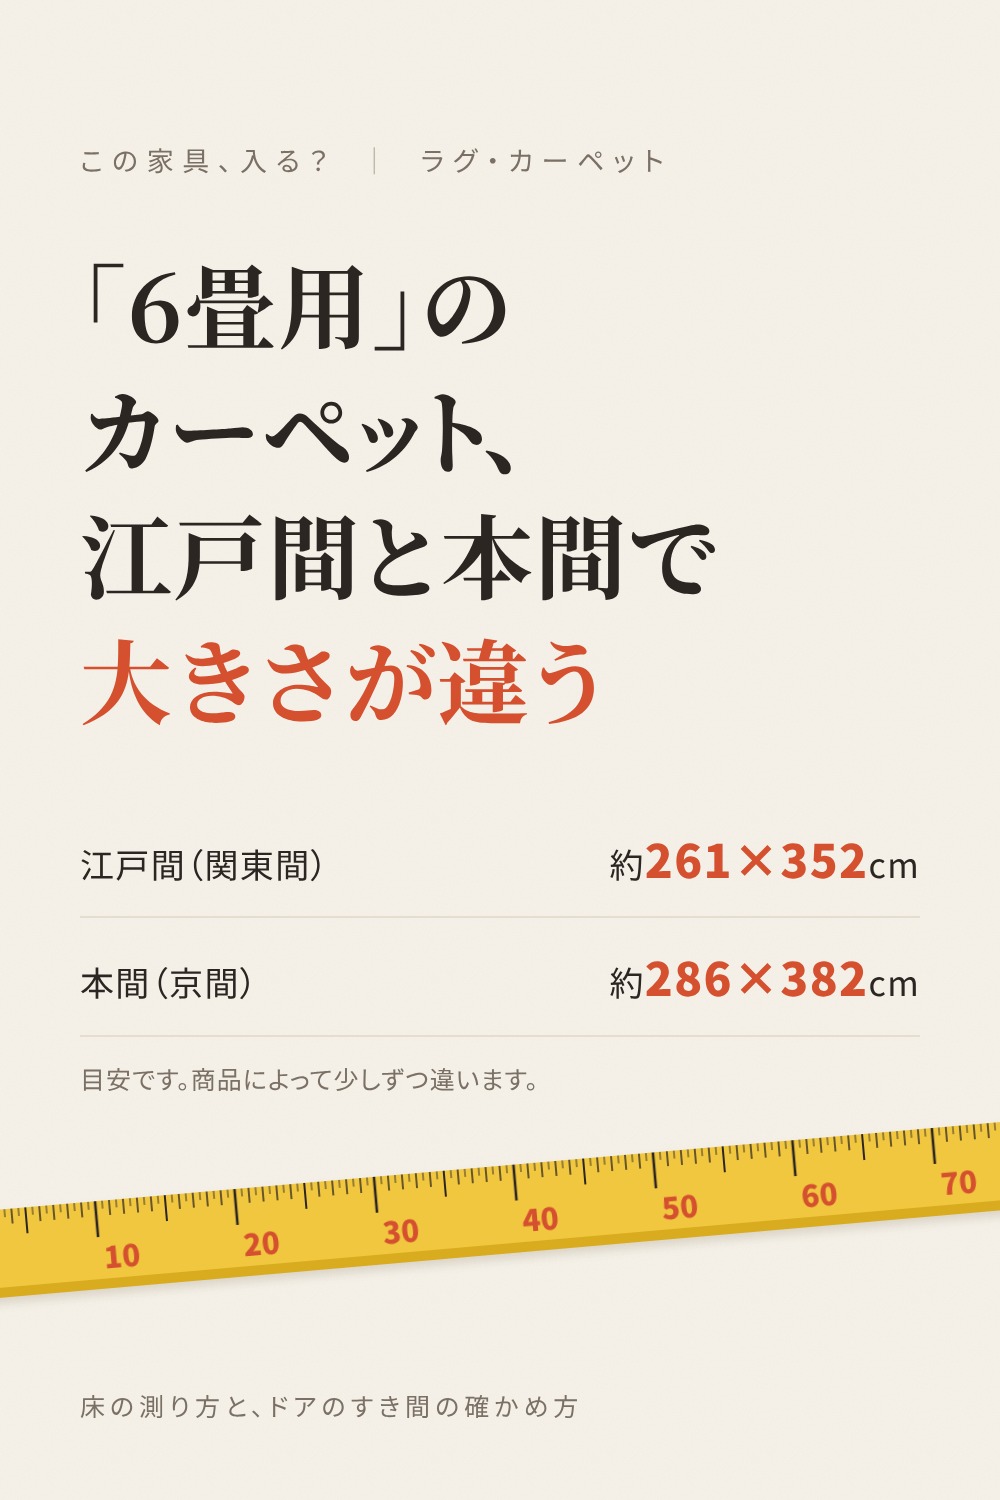 この家具、入る？ ｜ ラグ・カーペット
「6畳用」の
カーペット、
江戸間と本間で
大きさが違う
江戸間（関東間） 約261×352cm
本間（京間） 約286×382cm
目安です。商品によって少しずつ違います。
10 20 30 40 50 60 70
床の測り方と、ドアのすき間の確かめ方